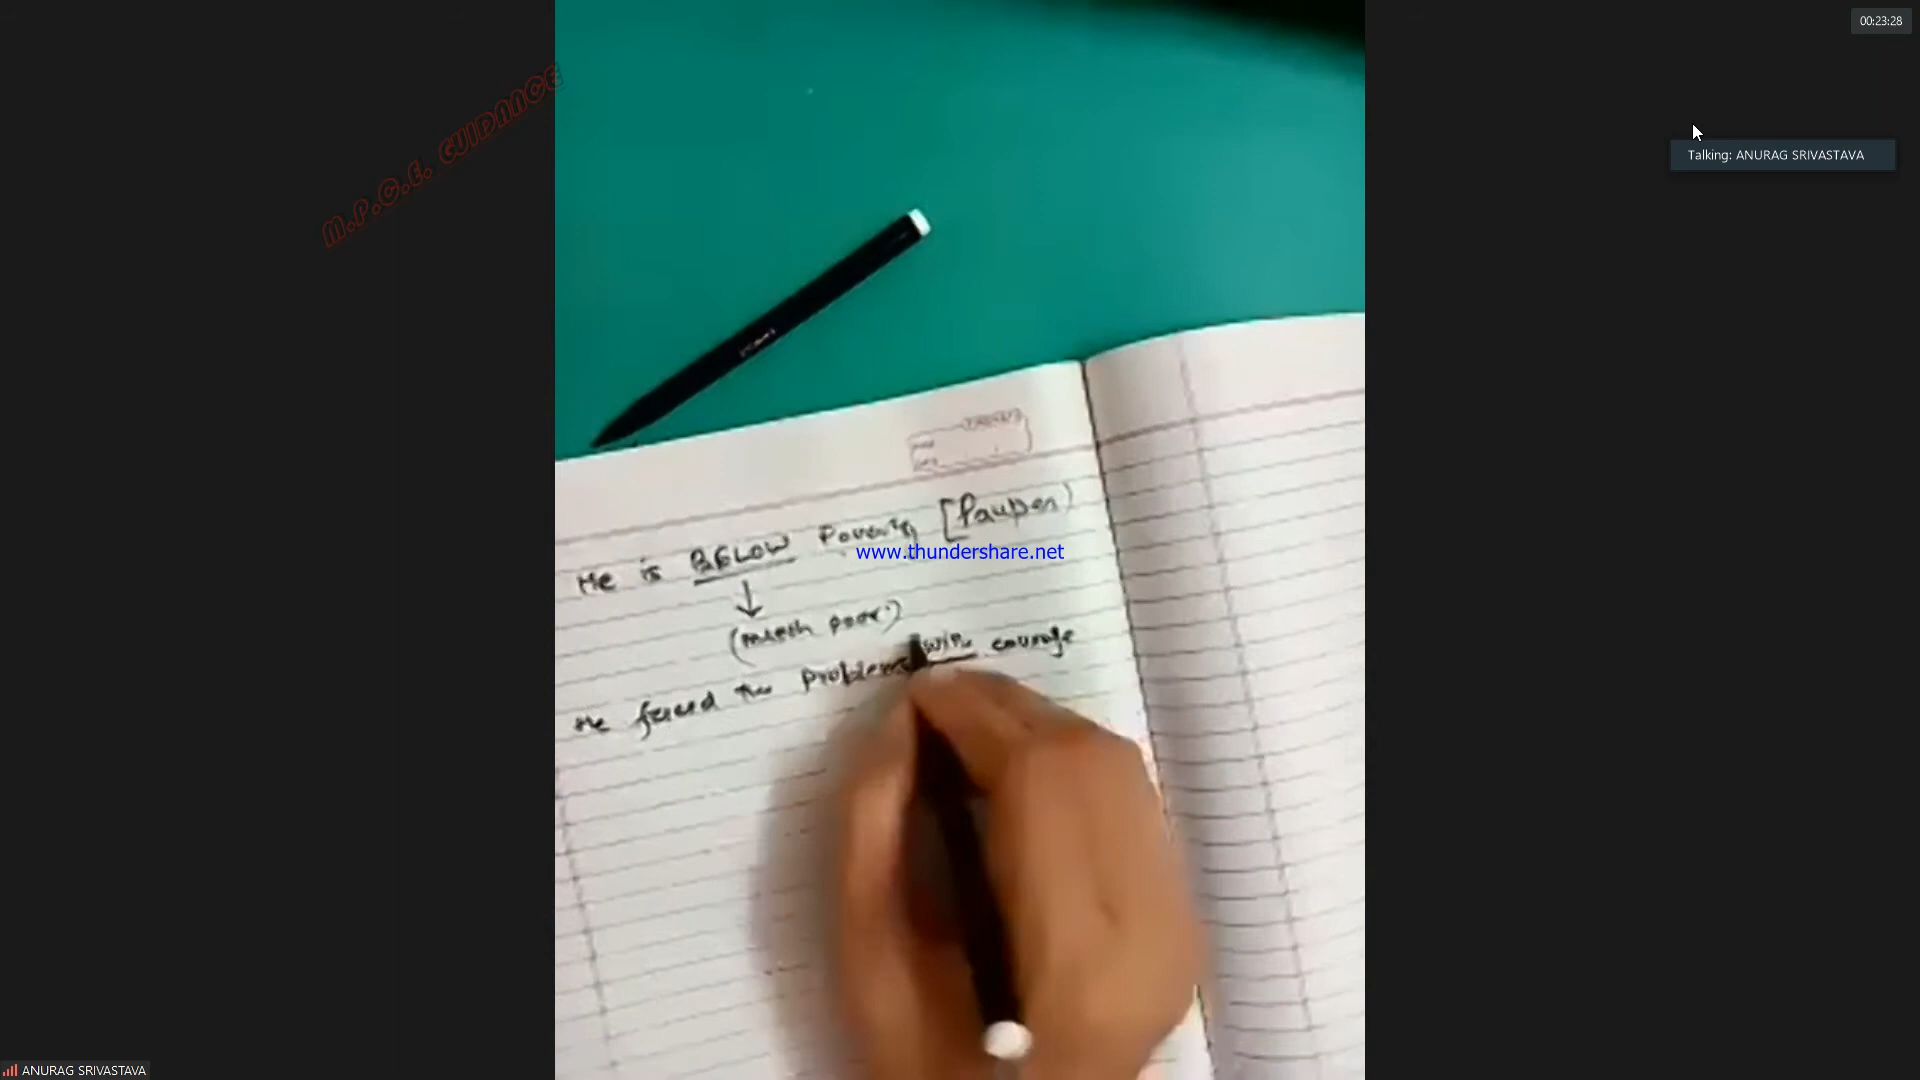 00:23:28
M.P.C.E. GUIDANCE
Talking: ANURAG SRIVASTAVA
He is BELOW Poverty [Pauper)
www.thundershare.net
(much poor)
He faced the problems with courage
ANURAG SRIVASTAVA